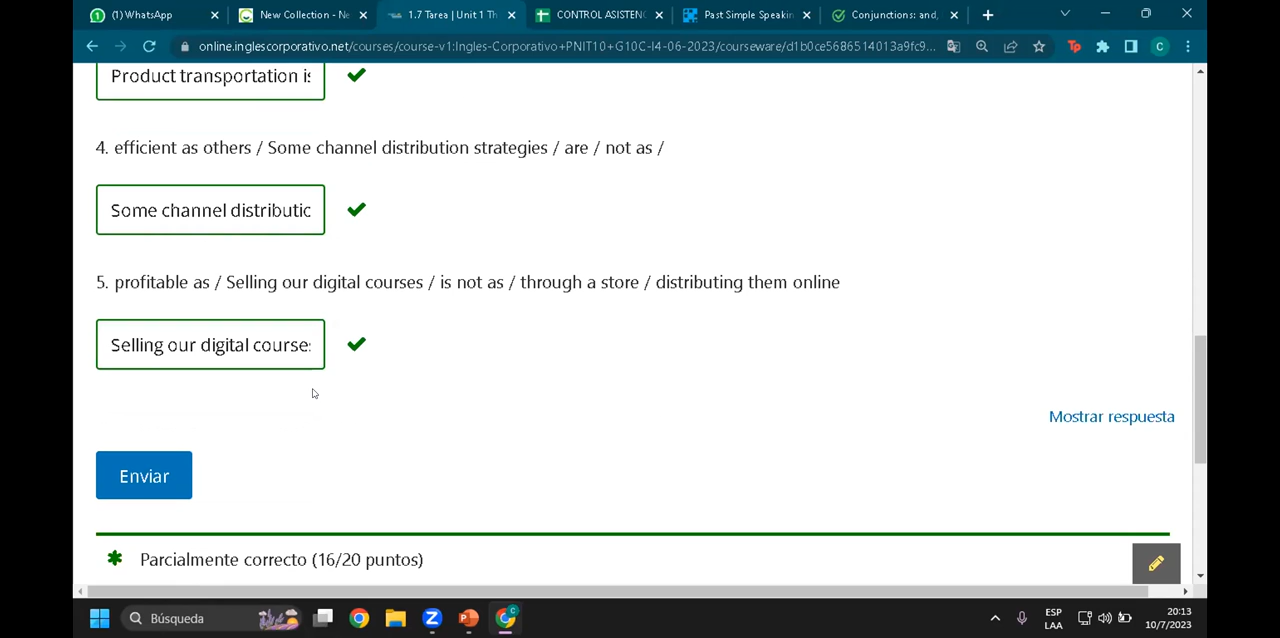 (1) WhatsApp
New Collection - Ne
1.7 Tarea | Unit 1 Th
CONTROL ASISTENC
Past Simple Speakin
Conjunctions: and,
online.inglescorporativo.net/courses/course-v1:Ingles-Corporativo+PNIT10+G10C-I4-06-2023/courseware/d1b0ce5686514013a9fc9...
Product transportation is
4. efficient as others / Some channel distribution strategies / are / not as /
Some channel distributic
5. profitable as / Selling our digital courses / is not as / through a store / distributing them online
Selling our digital course
Mostrar respuesta
Enviar
Parcialmente correcto (16/20 puntos)
Búsqueda
ESP
LAA
20:13
10/7/2023